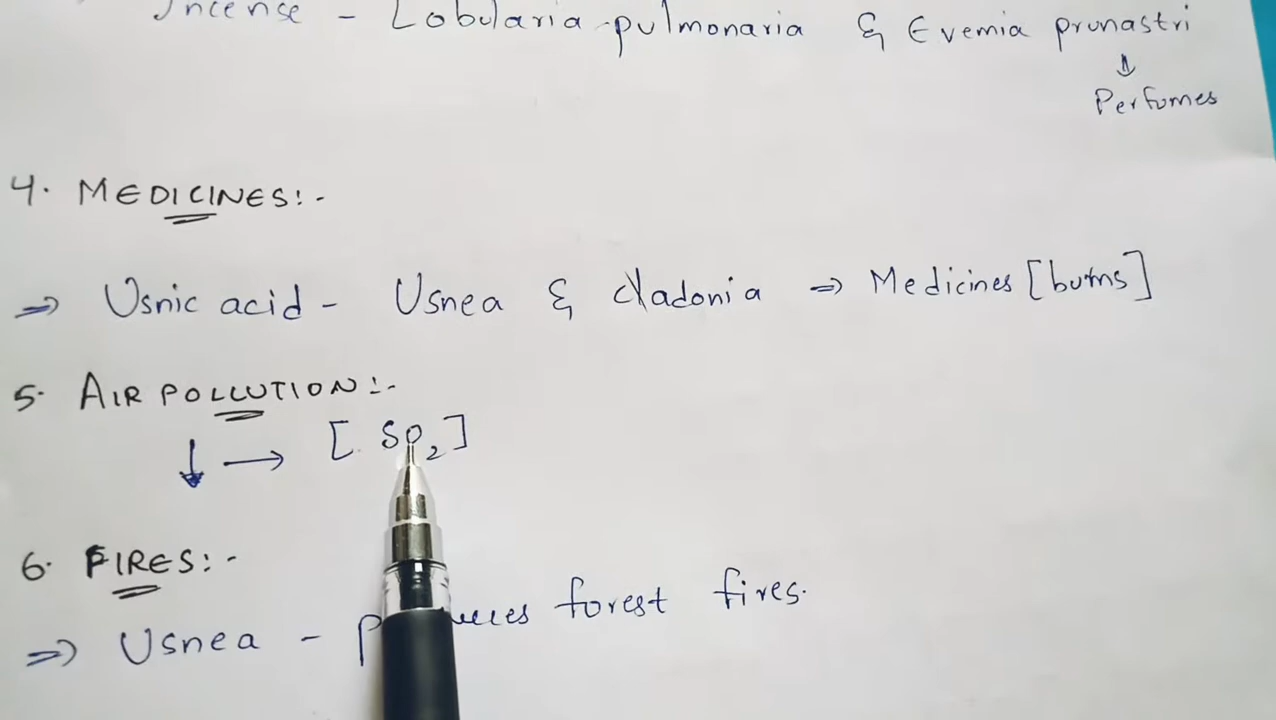 Incense - Lobularia pulmonaria & Evemia prunastri
↓
Perfumes
4. MEDICINES:-
⇒ Usnic acid - Usnea & cladonia ⇒ Medicines [burns]
5. AIR POLLUTION:-
↓ → [SO₂]
6. FIRES:-
⇒ Usnea - forest fires.